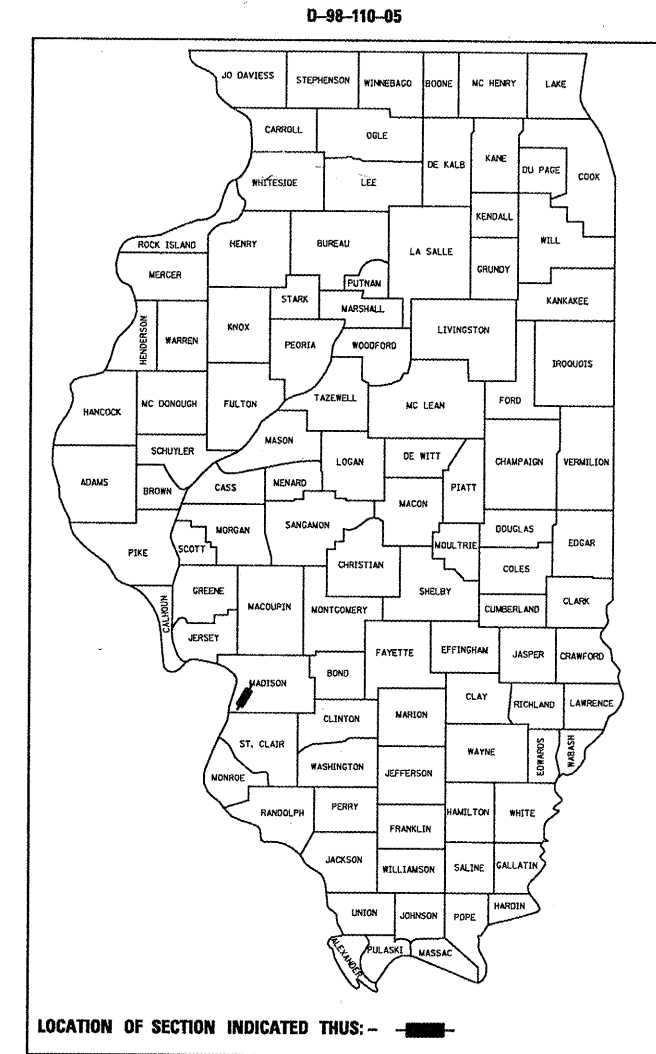 D-98-110-05
JO DAVIESS STEPHENSON WINNEBAGO BOONE MC HENRY LAKE
CARROLL OGLE DE KALB KANE DU PAGE COOK
WHITESIDE LEE KENDALL WILL
ROCK ISLAND HENRY BUREAU LA SALLE GRUNDY
MERCER PUTNAM KANKAKEE
STARK MARSHALL
HENDERSON WARREN KNOX PEORIA WOODFORD LIVINGSTON IROQUOIS
HANCOCK MC DONOUGH FULTON TAZEWELL MC LEAN FORD
SCHUYLER MASON
ADAMS BROWN CASS MENARD LOGAN DE WITT PIATT CHAMPAIGN VERMILION
MACON
PIKE SCOTT MORGAN SANGAMON CHRISTIAN MOULTRIE DOUGLAS EDGAR
COLES
CALHOUN GREENE MACOUPIN MONTGOMERY SHELBY CUMBERLAND CLARK
JERSEY
MADISON BOND FAYETTE EFFINGHAM JASPER CRAWFORD
CLINTON MARION CLAY RICHLAND LAWRENCE
ST. CLAIR WASHINGTON JEFFERSON WAYNE EDWARDS WABASH
MONROE
RANDOLPH PERRY FRANKLIN HAMILTON WHITE
JACKSON WILLIAMSON SALINE GALLATIN
UNION JOHNSON POPE HARDIN
ALEXANDER PULASKI MASSAC
LOCATION OF SECTION INDICATED THUS:-